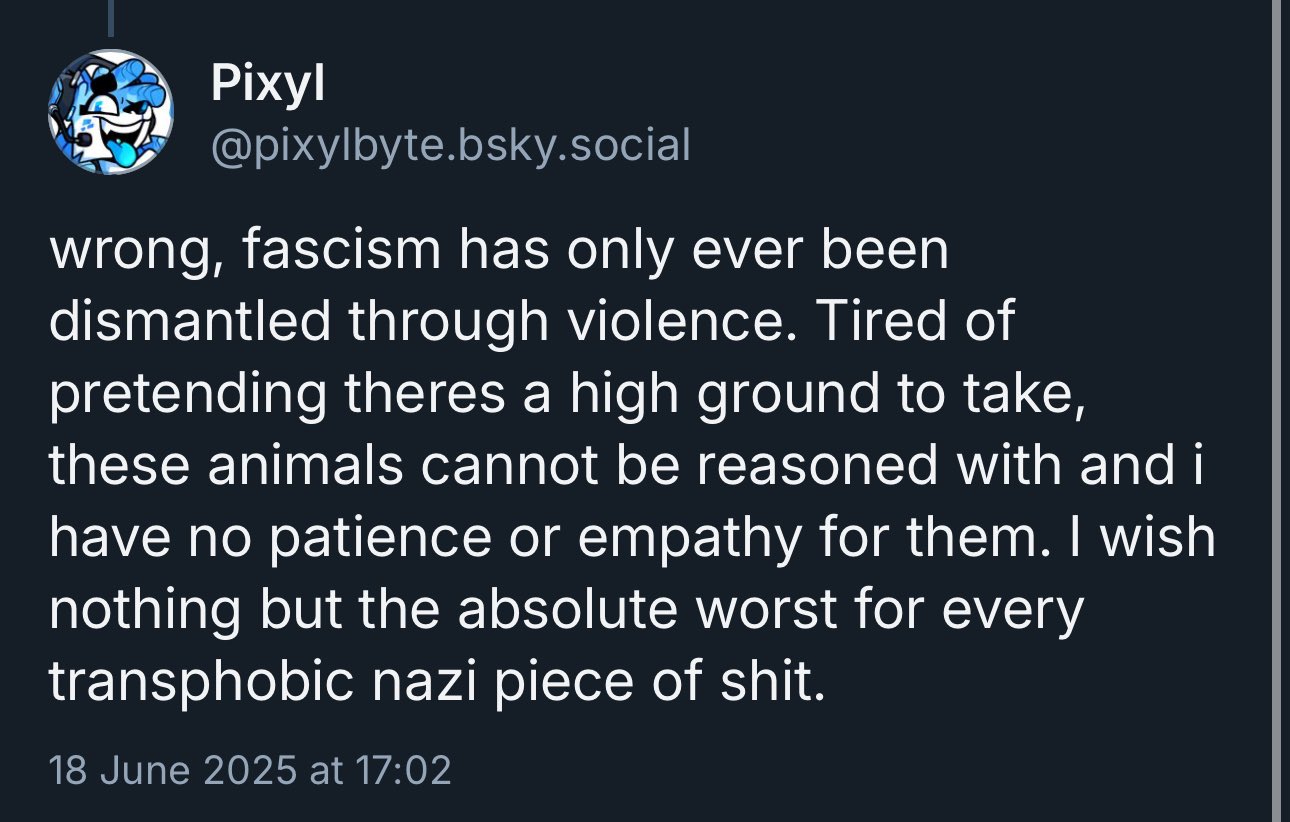 Pixyl
@pixylbyte.bsky.social
wrong, fascism has only ever been
dismantled through violence. Tired of
pretending theres a high ground to take,
these animals cannot be reasoned with and i
have no patience or empathy for them. I wish
nothing but the absolute worst for every
transphobic nazi piece of shit.
18 June 2025 at 17:02